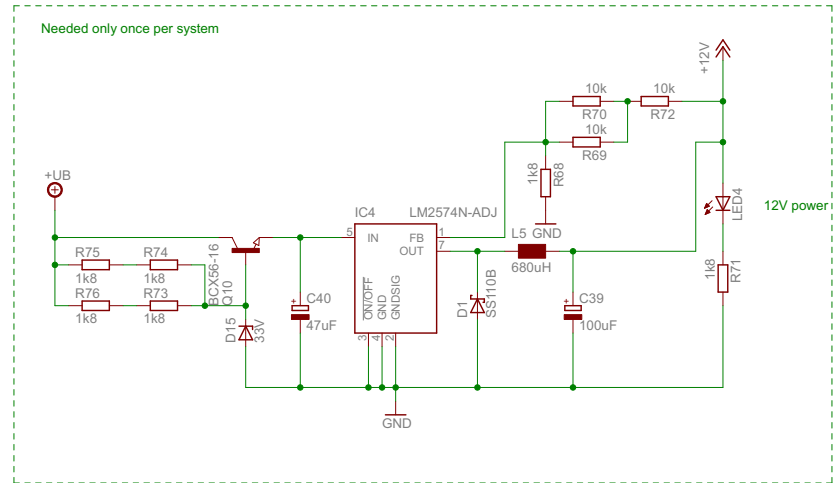 Needed only once per system
+12V
10k
10k
R70
R72
10k
R69
1k8
R68
+UB
IC4
LM2574N-ADJ
LED4
12V power
L5
GND
5
IN
FB
1
OUT
7
R75
R74
1k8
1k8
680uH
BCX56-16
Q10
1k8
R71
R76
R73
1k8
1k8
C40
47uF
ON/OFF
GND
GNDSIG
D1
SS110B
C39
100uF
D15
33V
3
4
2
GND